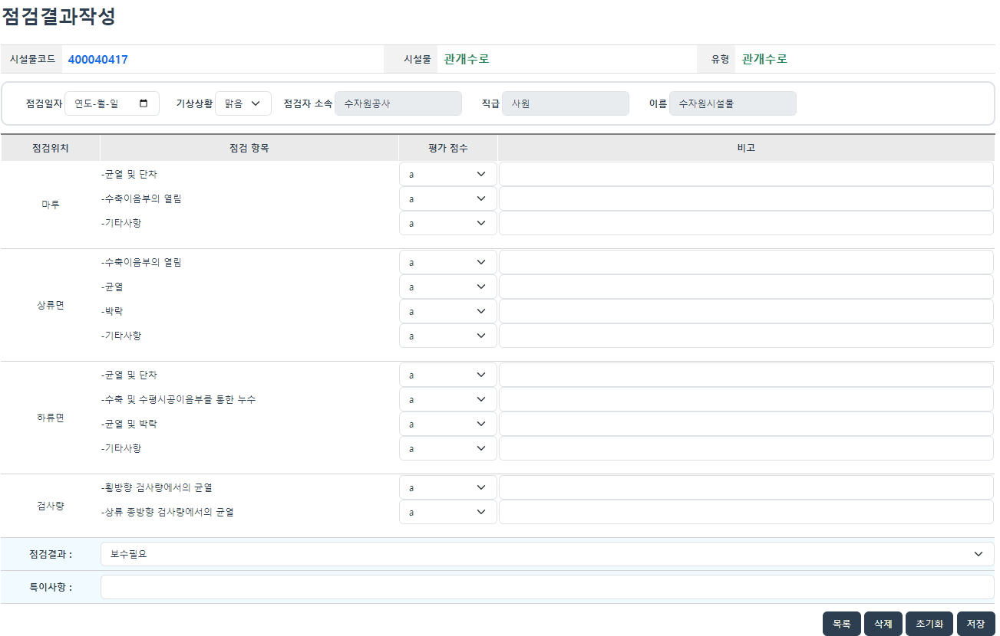 점검결과작성
시설물코드 400040417 시설물 관개수로 유형 관개수로
점검일자 연도-월-일 기상상황 맑음 점검자 소속 수자원공사 직급 사원 이름 수자원시설물
점검위치 점검 항목 평가 점수 비고
-균열 및 단차 a
마루
-수축이음부의 열림 a
-기타사항 a
-수축이음부의 열림 a
-균열 a
상류면
-박락 a
-기타사항 a
-균열 및 단차 a
-수축 및 수평시공이음부를 통한 누수 a
하류면
-균열 및 박락 a
-기타사항 a
-횡방향 검사량에서의 균열 a
검사량
-상류 종방향 검사량에서의 균열 a
점검결과 : 보수필요
특이사항 :
목록 삭제 초기화 저장